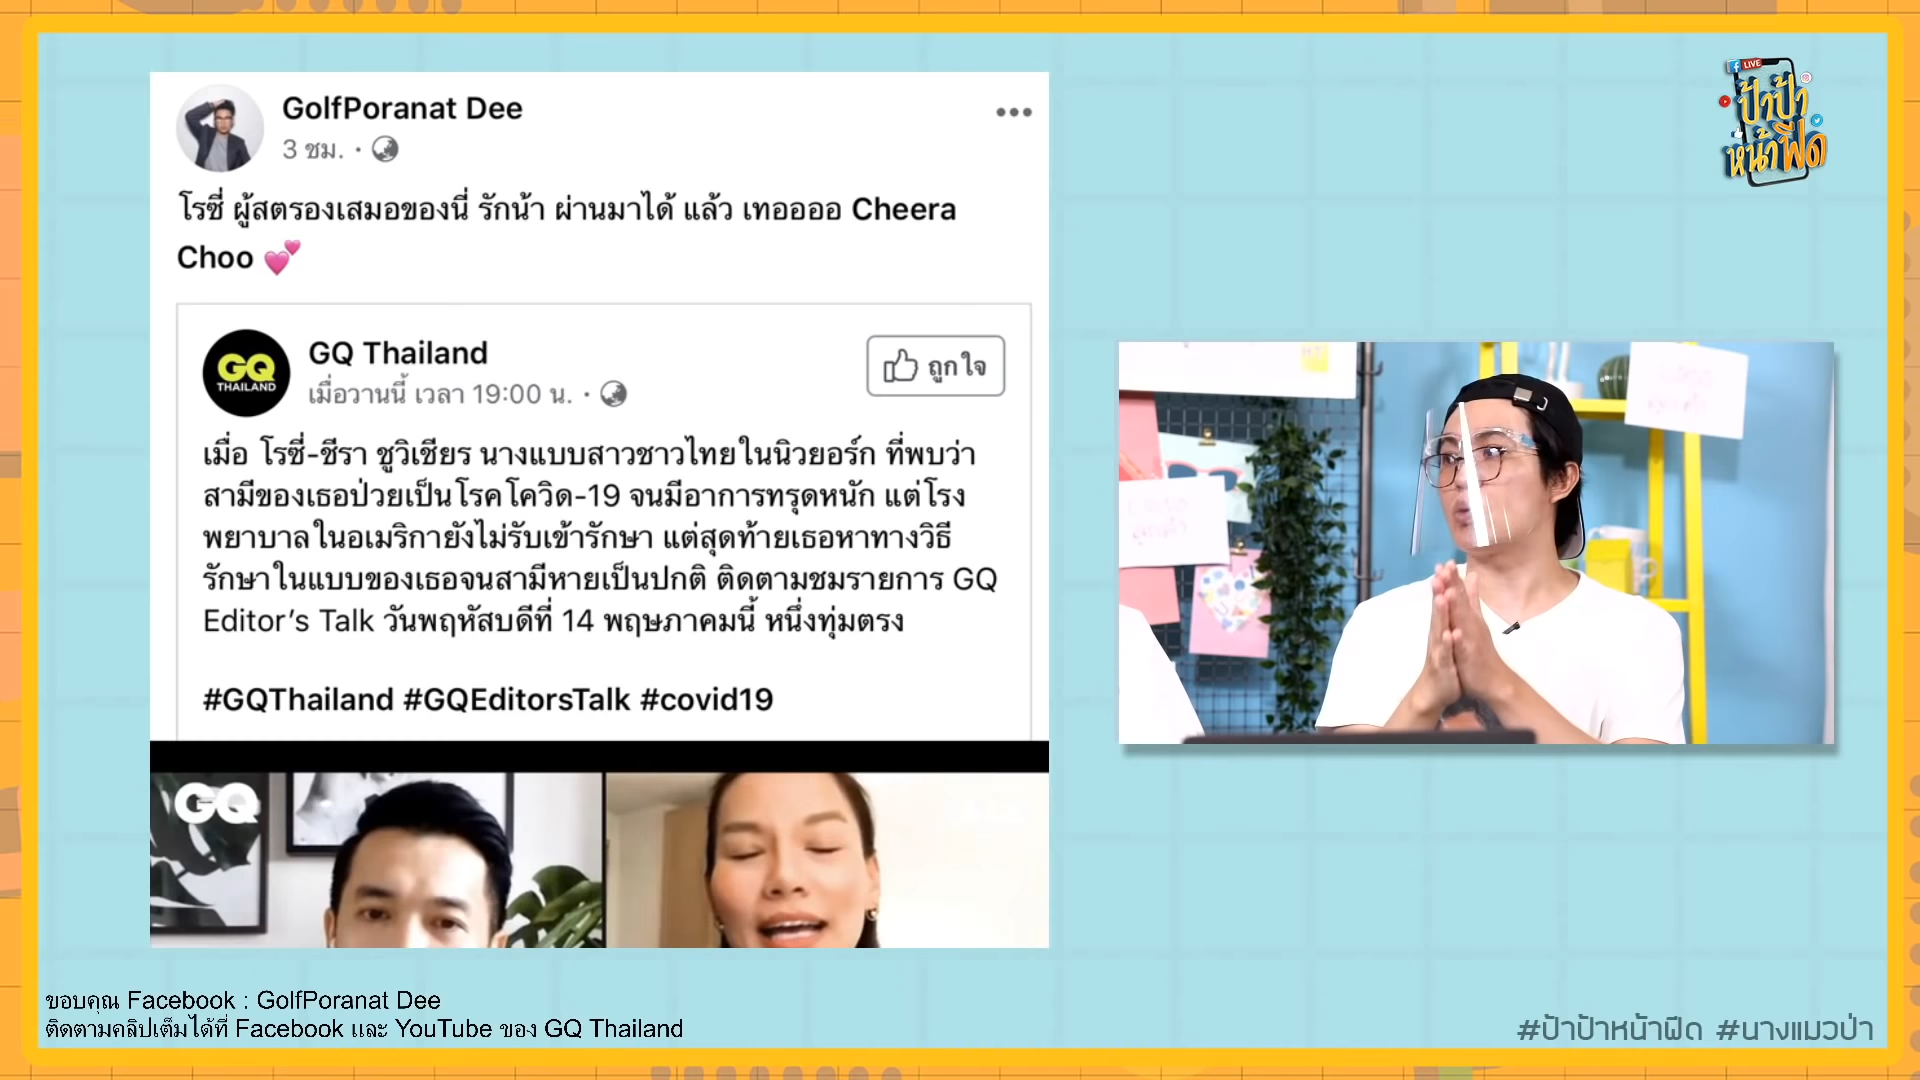 GolfPoranat Dee
3 ชม. ·
โรซี่ ผู้สตรองเสมอของนี่ รักน้า ผ่านมาได้ แล้ว เทออออ Cheera
Choo 💕
GQ
THAILAND
GQ Thailand
เมื่อวานนี้ เวลา 19:00 น. ·
ถูกใจ
เมื่อ โรซี่-ชีรา ชูวิเชียร นางแบบสาวชาวไทยในนิวยอร์ก ที่พบว่า
สามีของเธอป่วยเป็นโรคโควิด-19 จนมีอาการทรุดหนัก แต่โรง
พยาบาลในอเมริกายังไม่รับเข้ารักษา แต่สุดท้ายเธอหาทางวิธี
รักษาในแบบของเธอจนสามีหายเป็นปกติ ติดตามชมรายการ GQ
Editor’s Talk วันพฤหัสบดีที่ 14 พฤษภาคมนี้ หนึ่งทุ่มตรง
#GQThailand #GQEditorsTalk #covid19
GQ
LIVE
ป้าป้า
หน้าฟีด
ขอบคุณ Facebook : GolfPoranat Dee
ติดตามคลิปเต็มได้ที่ Facebook และ YouTube ของ GQ Thailand
#ป้าป้าหน้าฟีด #นางแมวป่า